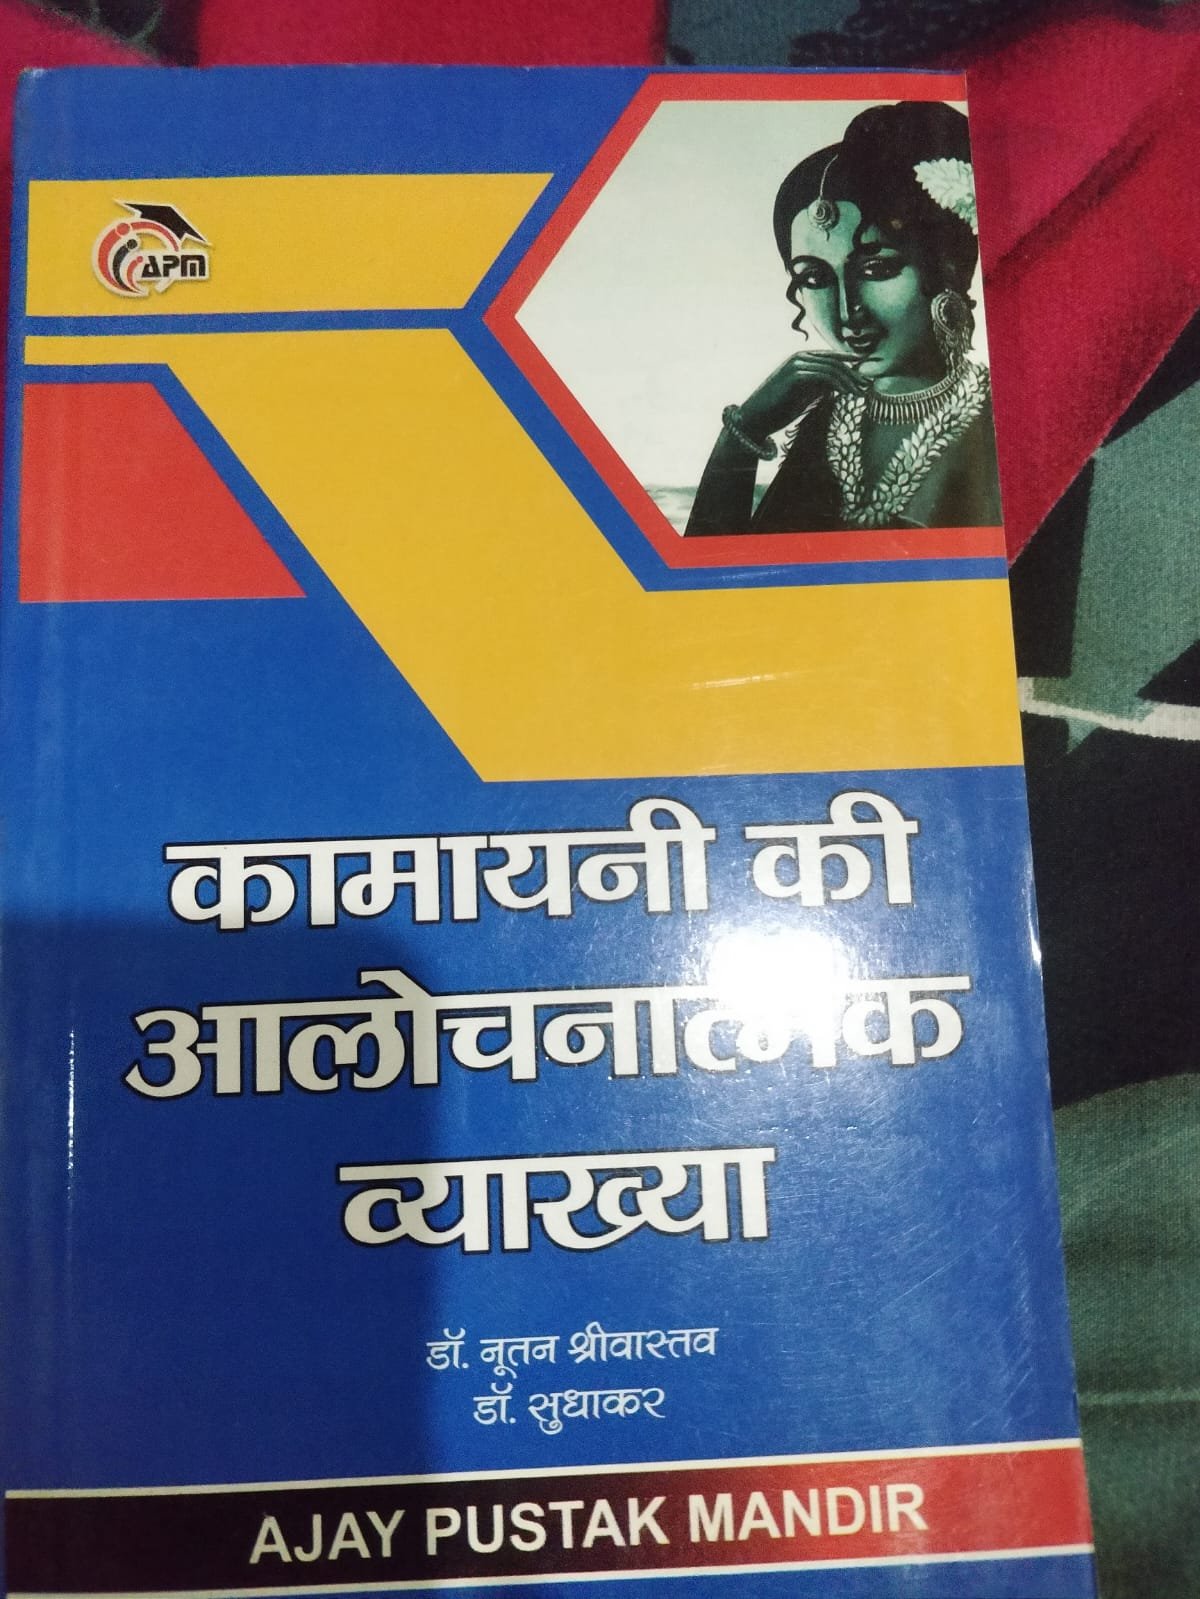 APM
कामायनी की
आलोचनात्मक
व्याख्या
डॉ. नूतन श्रीवास्तव
डॉ. सुधाकर
AJAY PUSTAK MANDIR